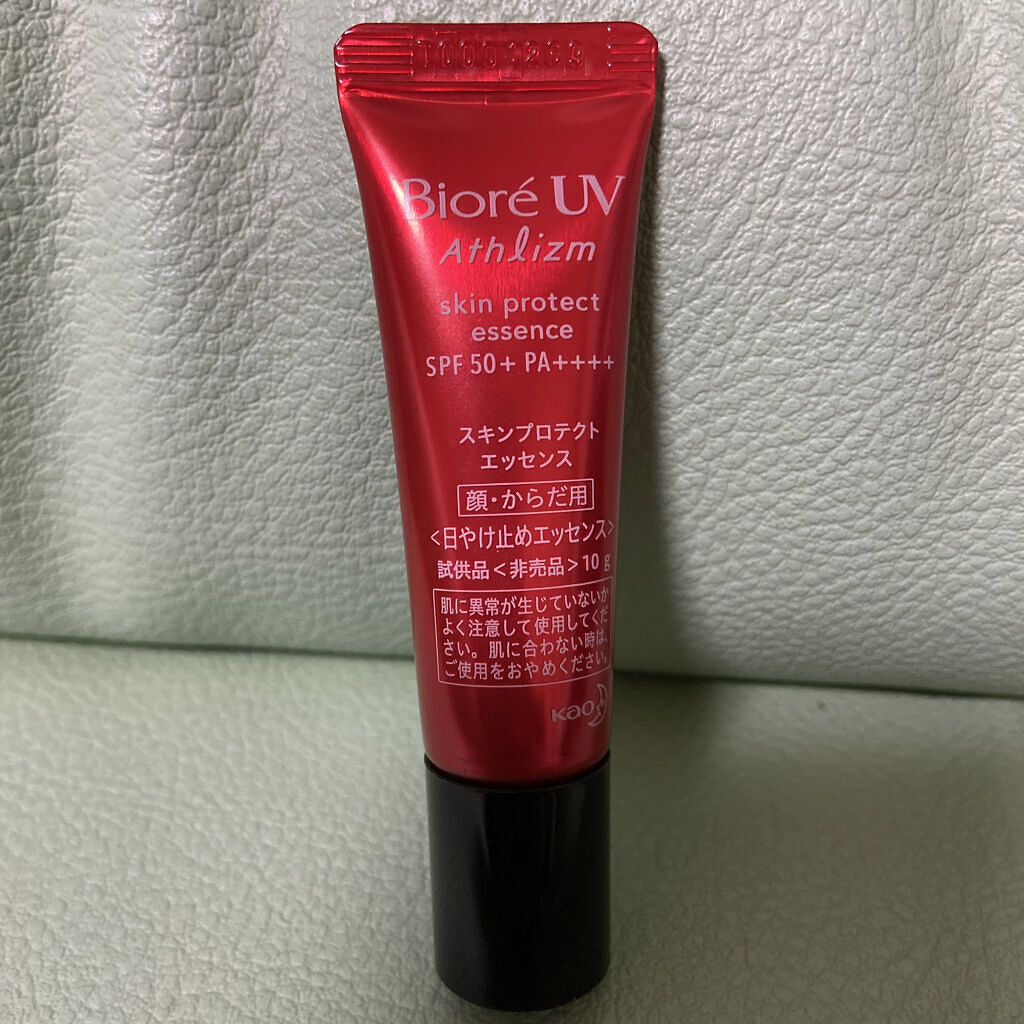 Bioré UV
Athlizm
skin protect
essence
SPF 50+ PA++++
スキンプロテクト
エッセンス
顔・からだ用
<日やけ止めエッセンス>
試供品<非売品>10 g
肌に異常が生じていないか
よく注意して使用してくだ
さい。肌に合わない時は、
ご使用をおやめください。
Kao